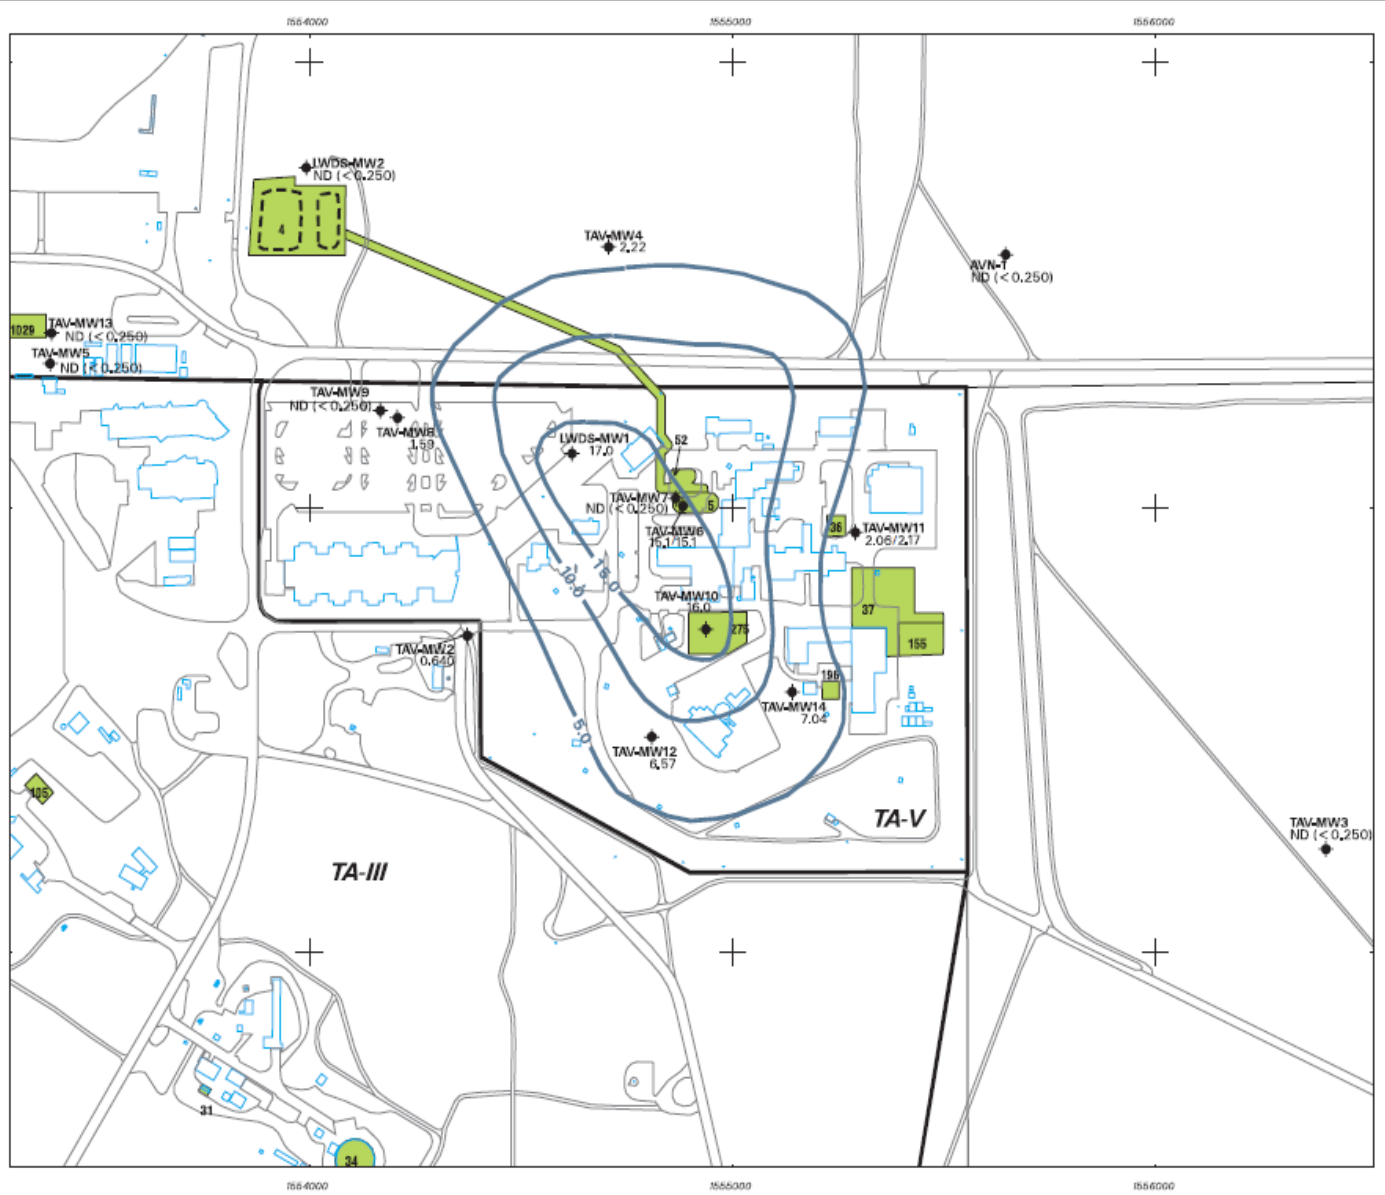 1554000 1555000 1556000
LWDS-MW2
ND (<0.250)
4
TAV-MW4
2.22
AVN-1
ND (<0.250)
1029
TAV-MW13
ND (<0.250)
TAV-MW5
ND (<0.250)
TAV-MW9
ND (<0.250)
TAV-MW8
1.59
LWDS-MW1
17.0
52
TAV-MW7
ND (<0.250)
5
TAV-MW6
15.1/15.1
36
TAV-MW11
2.06/2.17
10.0
15.0
TAV-MW10
16.0
275
37
155
TAV-MW2
0.640
196
TAV-MW14
7.04
5.0
TAV-MW12
6.57
105
TA-V
TAV-MW3
ND (<0.250)
TA-III
31
34
1554000 1555000 1556000